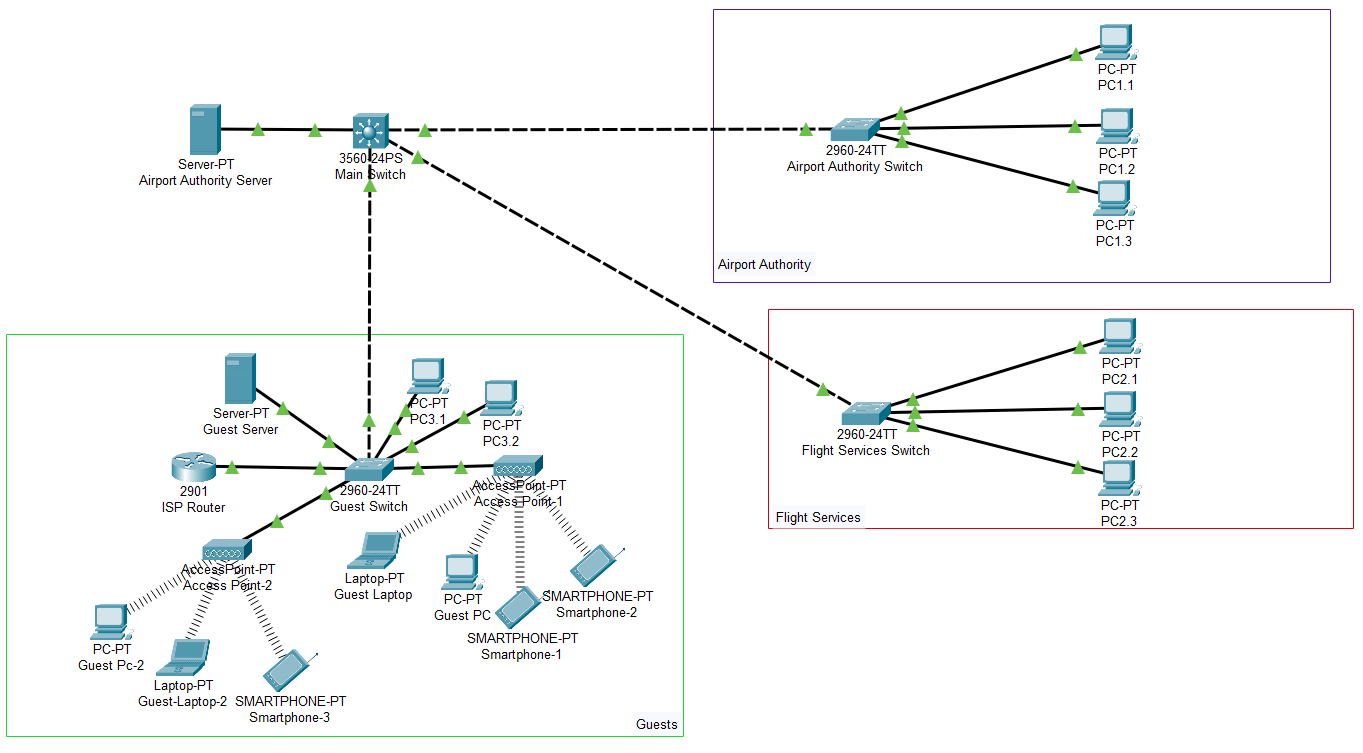 Server-PT
Airport Authority Server
3560-24PS
Main Switch
2960-24TT
Airport Authority Switch
PC-PT
PC1.1
PC-PT
PC1.2
PC-PT
PC1.3
Airport Authority
2960-24TT
Flight Services Switch
PC-PT
PC2.1
PC-PT
PC2.2
PC-PT
PC2.3
Flight Services
Server-PT
Guest Server
PC-PT
PC3.1
PC-PT
PC3.2
2901
ISP Router
2960-24TT
Guest Switch
AccessPoint-PT
Access Point-1
AccessPoint-PT
Access Point-2
Laptop-PT
Guest Laptop
PC-PT
Guest PC
SMARTPHONE-PT
Smartphone-2
SMARTPHONE-PT
Smartphone-1
PC-PT
Guest Pc-2
Laptop-PT
Guest-Laptop-2
SMARTPHONE-PT
Smartphone-3
Guests